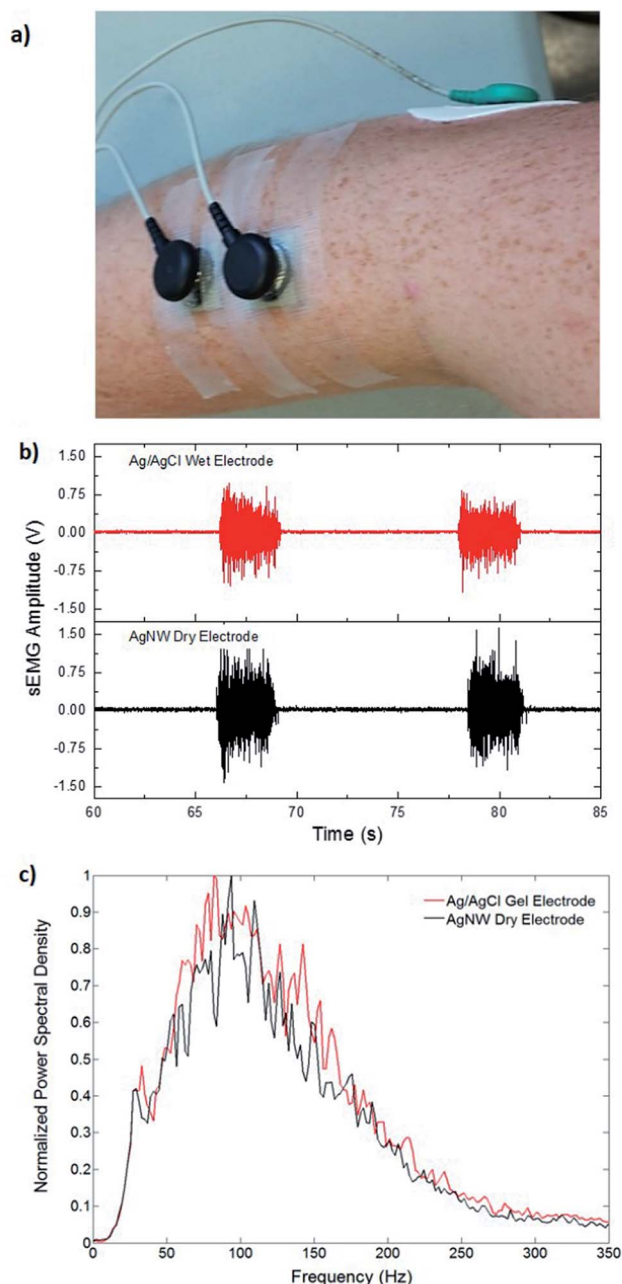 a)
b)
1.50
Ag/AgCl Wet Electrode
0.75
0.00
-0.75
-1.50
1.50
AgNW Dry Electrode
0.75
0.00
-0.75
-1.50
sEMG Amplitude (V)
60 65 70 75 80 85
Time (s)
c)
1
Ag/AgCl Gel Electrode
0.9
AgNW Dry Electrode
0.8
0.7
0.6
0.5
0.4
0.3
0.2
0.1
0
Normalized Power Spectral Density
0 50 100 150 200 250 300 350
Frequency (Hz)